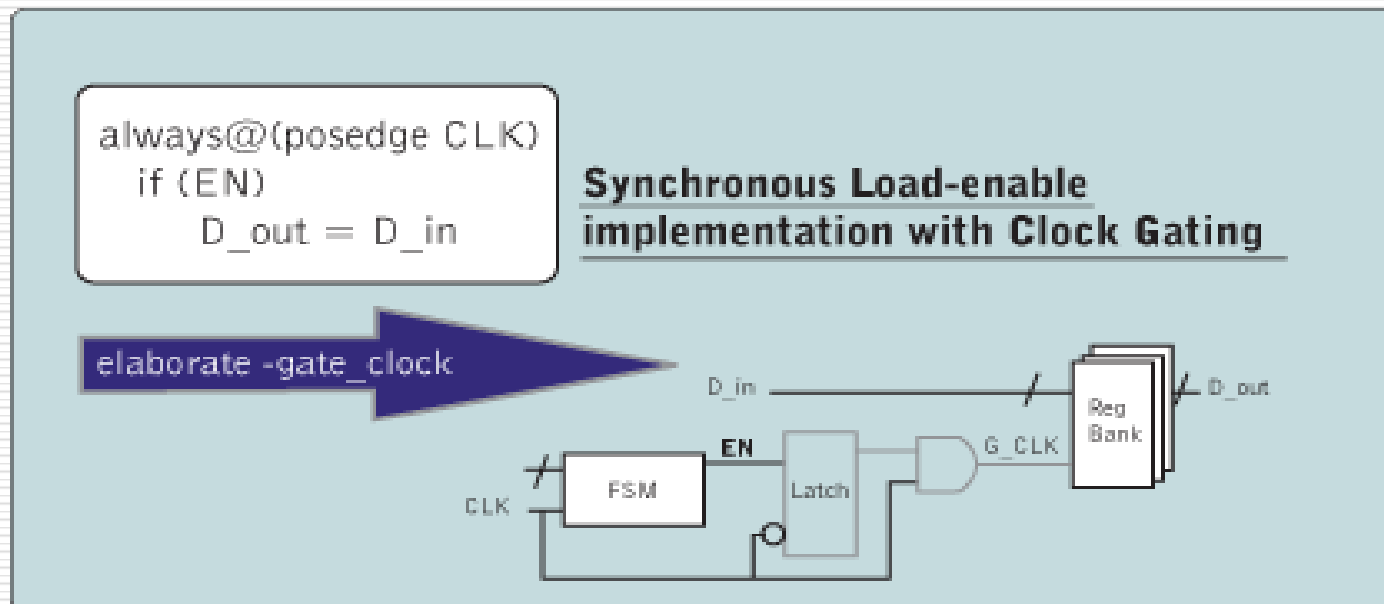 always@(posedge CLK)
if (EN)
D_out = D_in
Synchronous Load-enable
implementation with Clock Gating
elaborate -gate_clock
D_in
D_out
Reg
Bank
EN
G_CLK
FSM
Latch
CLK